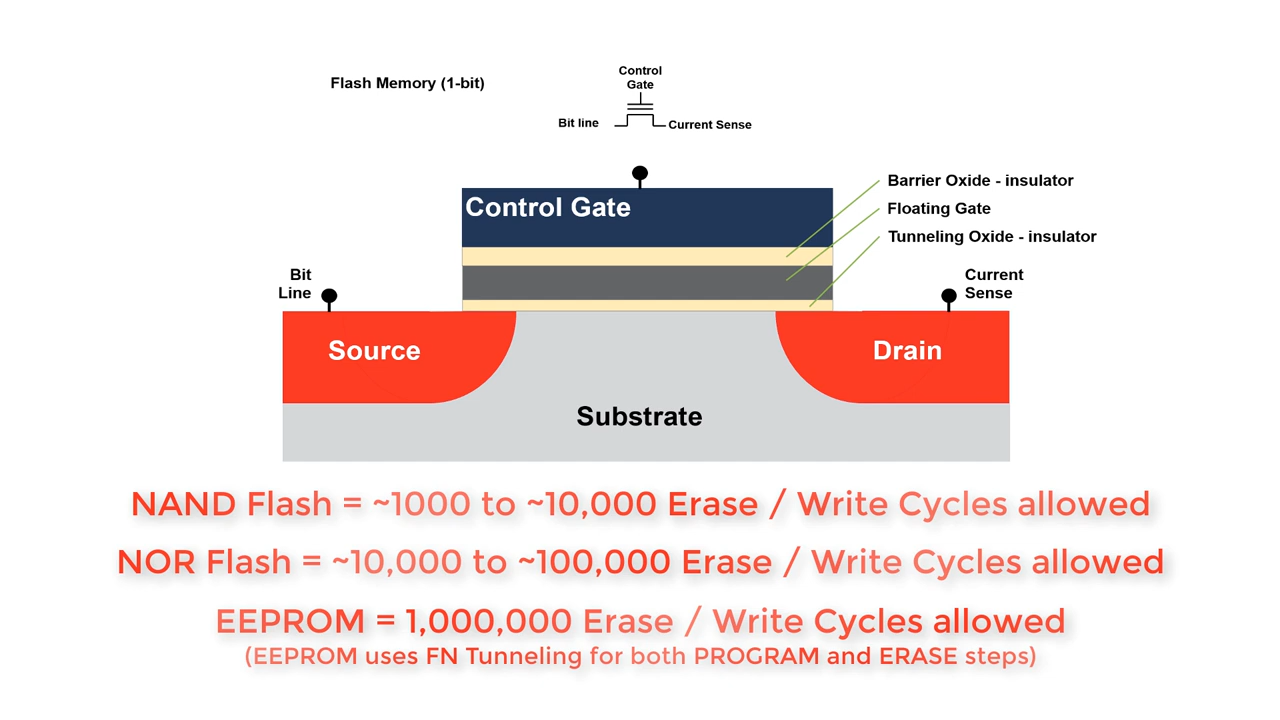 Flash Memory (1-bit)
Control
Gate
Bit line
Current Sense
Control Gate
Barrier Oxide - insulator
Floating Gate
Tunneling Oxide - insulator
Bit
Line
Current
Sense
Source
Drain
Substrate
NAND Flash = ~1000 to ~10,000 Erase / Write Cycles allowed
NOR Flash = ~10,000 to ~100,000 Erase / Write Cycles allowed
EEPROM = 1,000,000 Erase / Write Cycles allowed
(EEPROM uses FN Tunneling for both PROGRAM and ERASE steps)